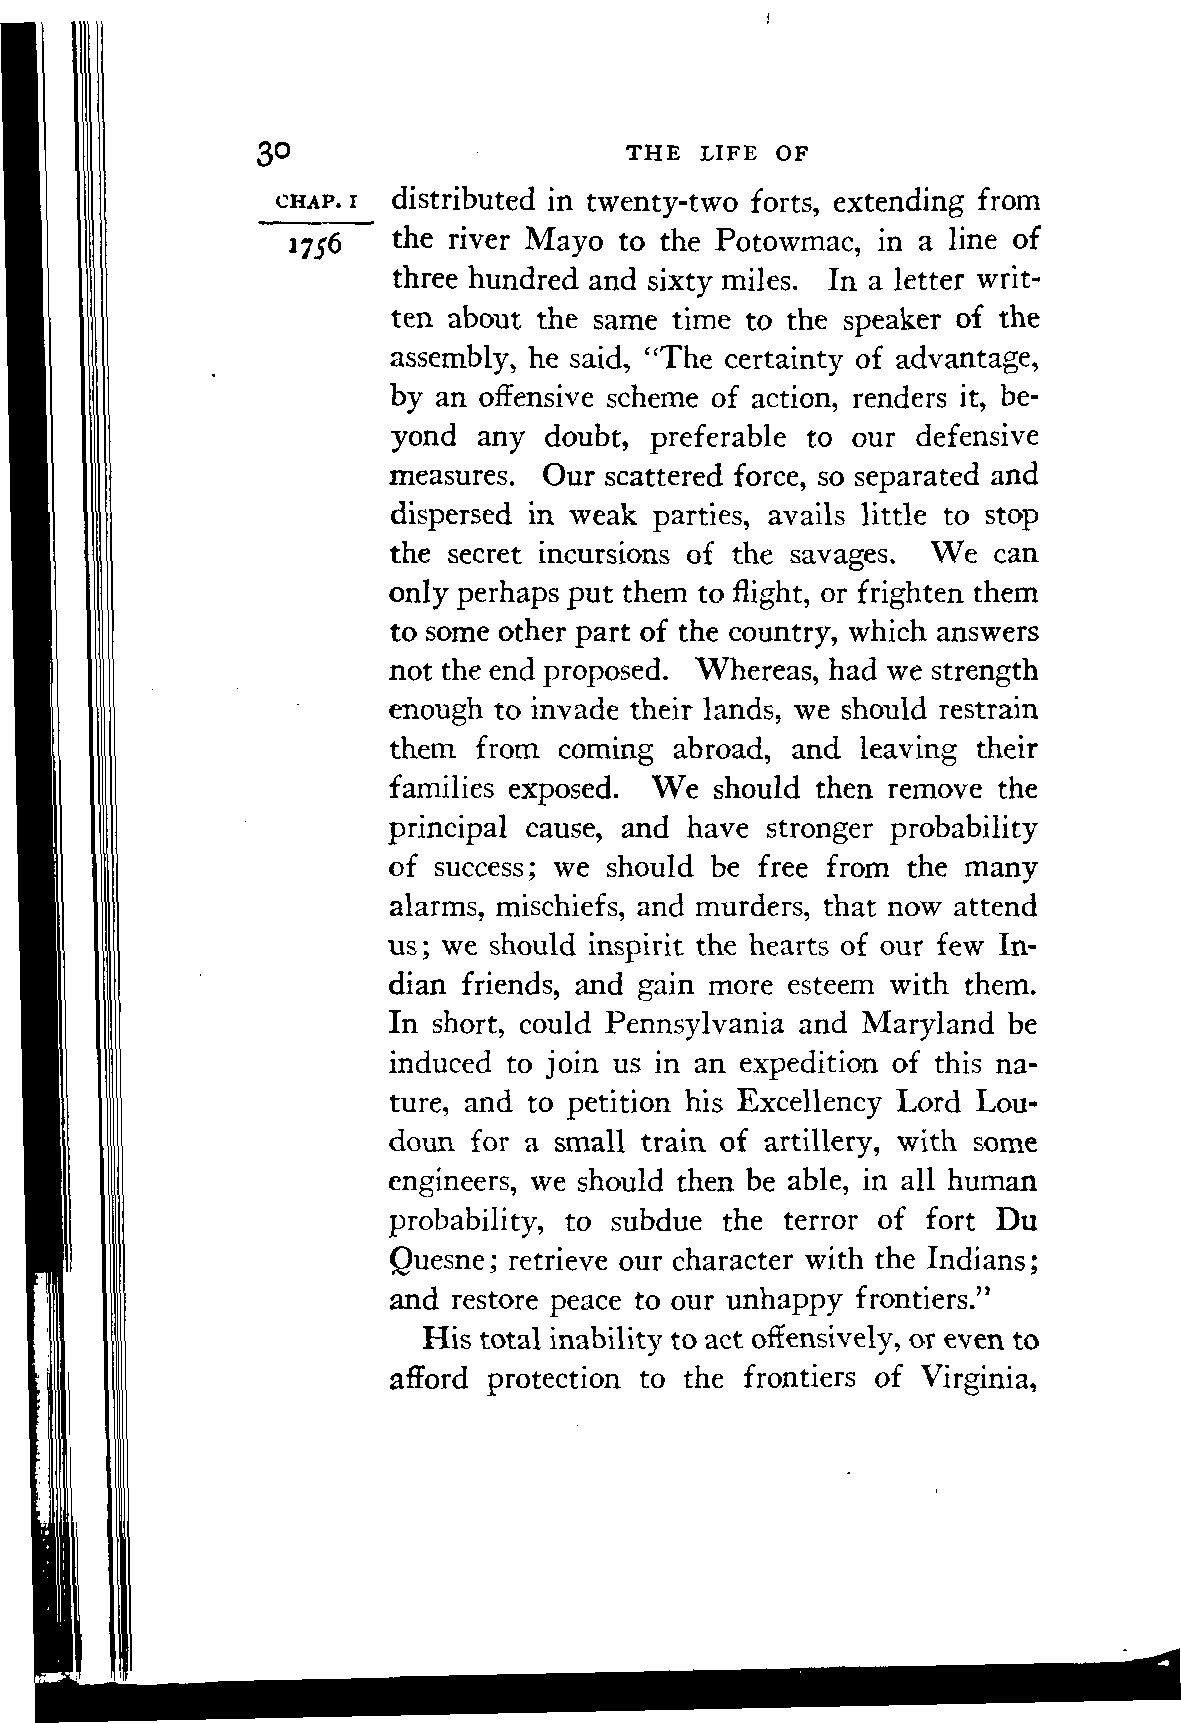 30 THE LIFE OF
CHAP. I distributed in twenty-two forts, extending from
1756 the river Mayo to the Potowmac, in a line of
three hundred and sixty miles. In a letter writ-
ten about the same time to the speaker of the
assembly, he said, "The certainty of advantage,
by an offensive scheme of action, renders it, be-
yond any doubt, preferable to our defensive
measures. Our scattered force, so separated and
dispersed in weak parties, avails little to stop
the secret incursions of the savages. We can
only perhaps put them to flight, or frighten them
to some other part of the country, which answers
not the end proposed. Whereas, had we strength
enough to invade their lands, we should restrain
them from coming abroad, and leaving their
families exposed. We should then remove the
principal cause, and have stronger probability
of success; we should be free from the many
alarms, mischiefs, and murders, that now attend
us; we should inspirit the hearts of our few In-
dian friends, and gain more esteem with them.
In short, could Pennsylvania and Maryland be
induced to join us in an expedition of this na-
ture, and to petition his Excellency Lord Lou-
doun for a small train of artillery, with some
engineers, we should then be able, in all human
probability, to subdue the terror of fort Du
Quesne; retrieve our character with the Indians;
and restore peace to our unhappy frontiers."
His total inability to act offensively, or even to
afford protection to the frontiers of Virginia,